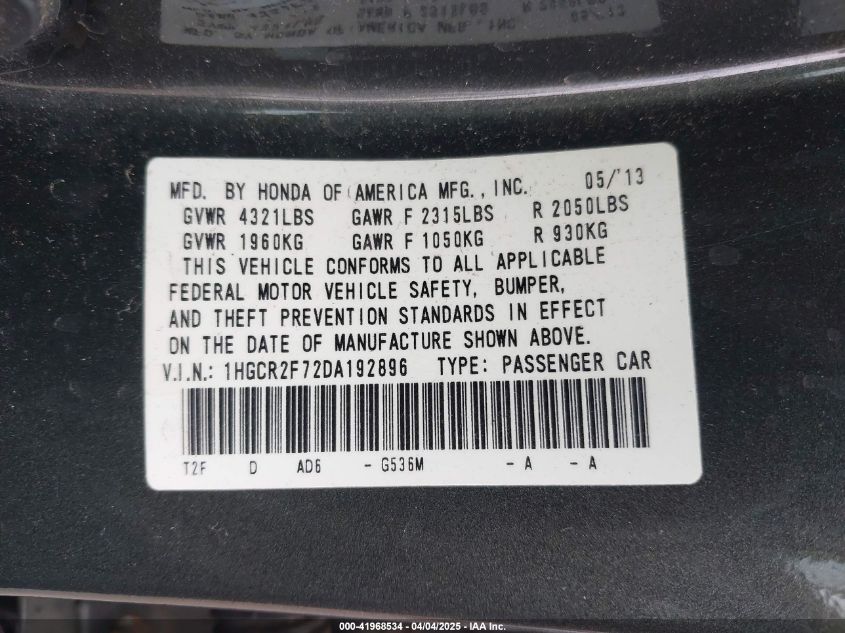 MFD. BY HONDA OF AMERICA MFG., INC. 05/'13
GVWR 4321LBS GAWR F 2315LBS R 2050LBS
GVWR 1960KG GAWR F 1050KG R 930KG
THIS VEHICLE CONFORMS TO ALL APPLICABLE
FEDERAL MOTOR VEHICLE SAFETY, BUMPER,
AND THEFT PREVENTION STANDARDS IN EFFECT
ON THE DATE OF MANUFACTURE SHOWN ABOVE.
V.I.N.: 1HGCR2F72DA192896 TYPE: PASSENGER CAR
T2F D AD6 - G536M - A - A
000-41968534 - 04/04/2025 - IAA Inc.